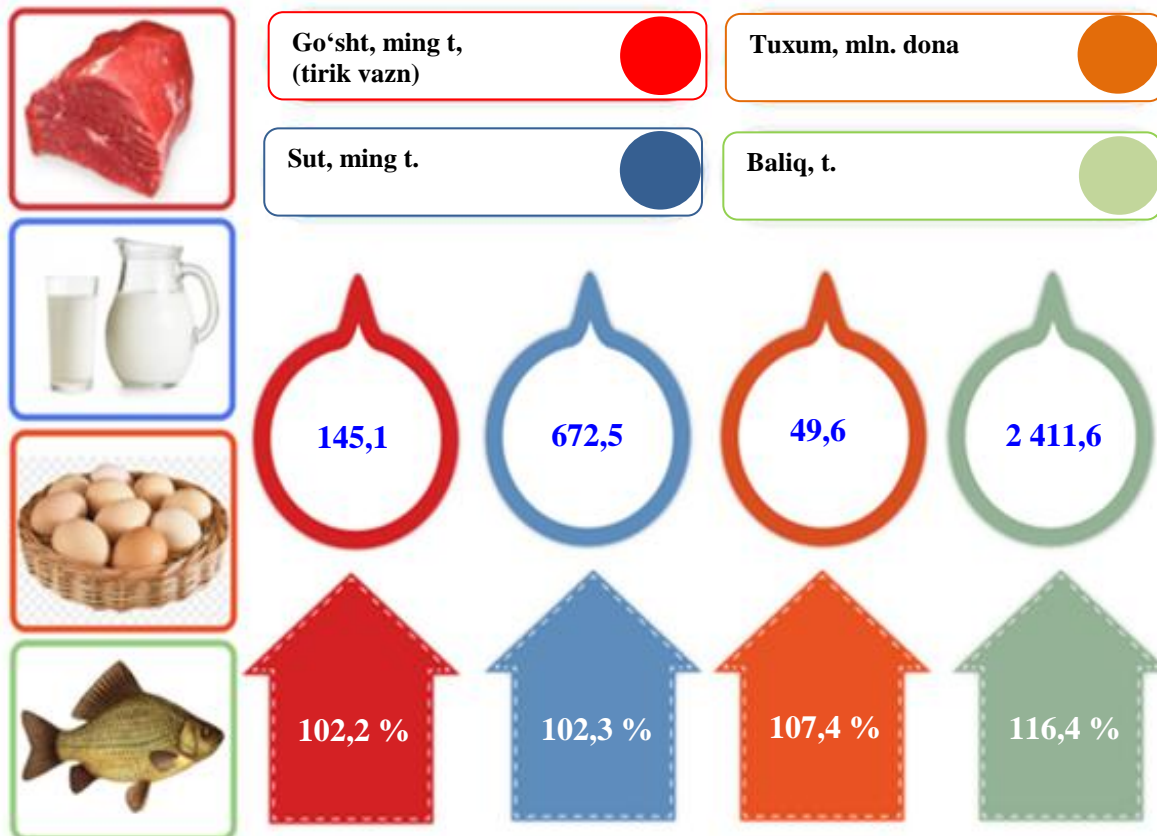 Go‘sht, ming t,
(tirik vazn)
Tuxum, mln. dona
Sut, ming t.
Baliq, t.
145,1
672,5
49,6
2 411,6
102,2 %
102,3 %
107,4 %
116,4 %